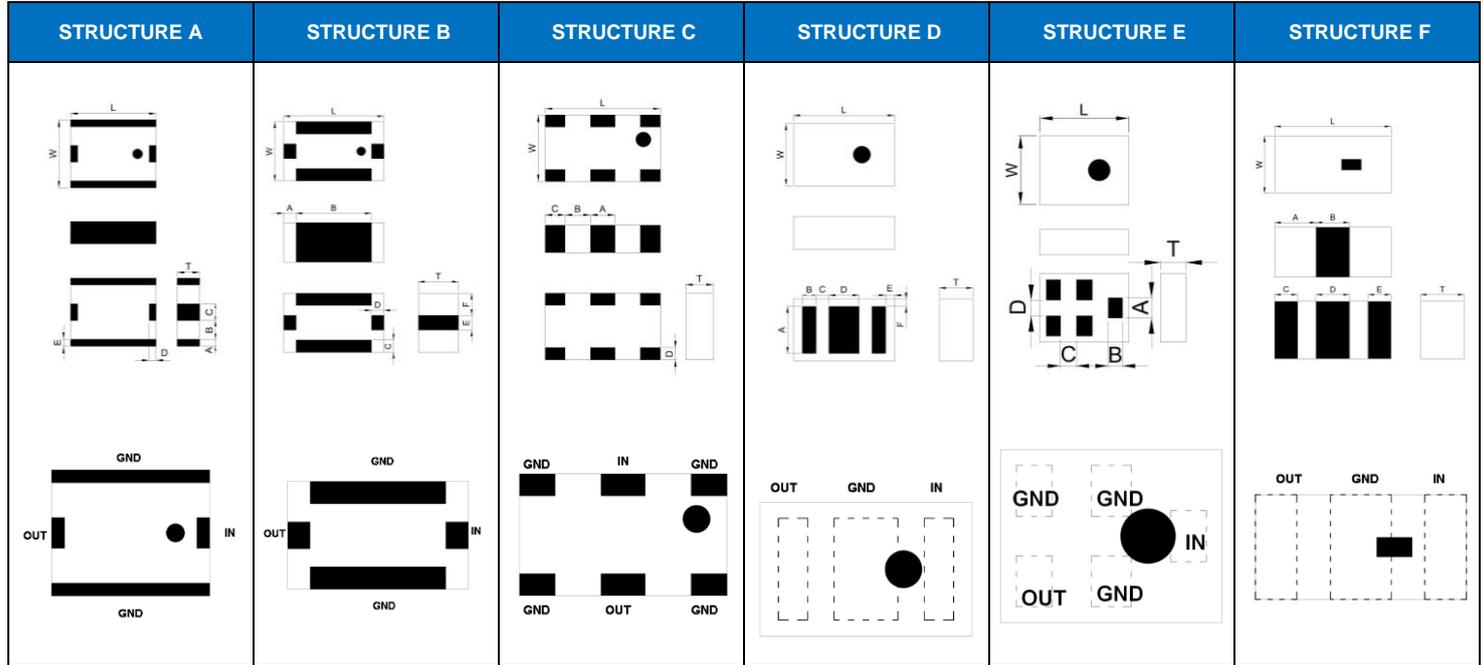 STRUCTURE A
STRUCTURE B
STRUCTURE C
STRUCTURE D
STRUCTURE E
STRUCTURE F
L
W
T
C
B
A
E
D
GND
OUT
IN
GND
L
W
A
B
T
D
F
E
C
GND
OUT
IN
GND
L
W
C B A
T
D
GND IN GND
GND OUT GND
L
W
B C D E
T
A
F
OUT GND IN
L
W
T
D
A
C
B
GND GND
IN
OUT GND
L
W
A B
C D E
T
OUT GND IN